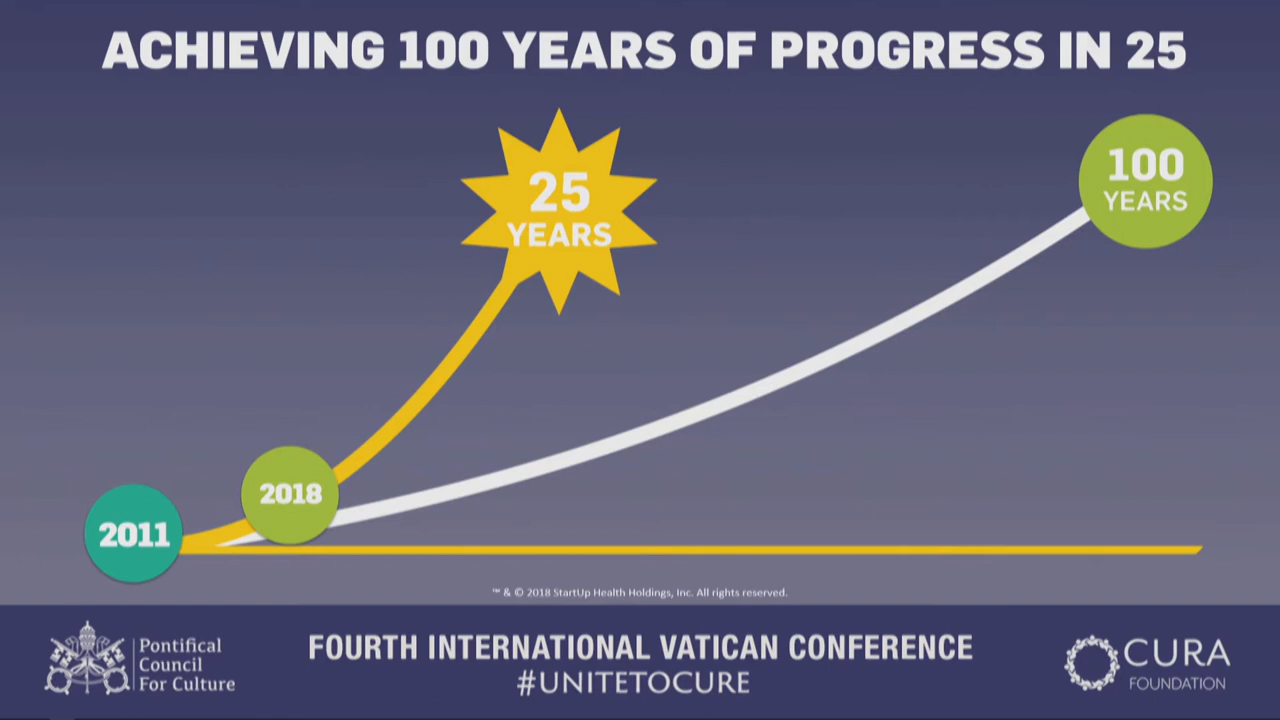 ACHIEVING 100 YEARS OF PROGRESS IN 25
25
YEARS
100
YEARS
2018
2011
™ & © 2018 StartUp Health Holdings, Inc. All rights reserved.
Pontifical
Council
For Culture
FOURTH INTERNATIONAL VATICAN CONFERENCE
#UNITETOCURE
CURA
FOUNDATION